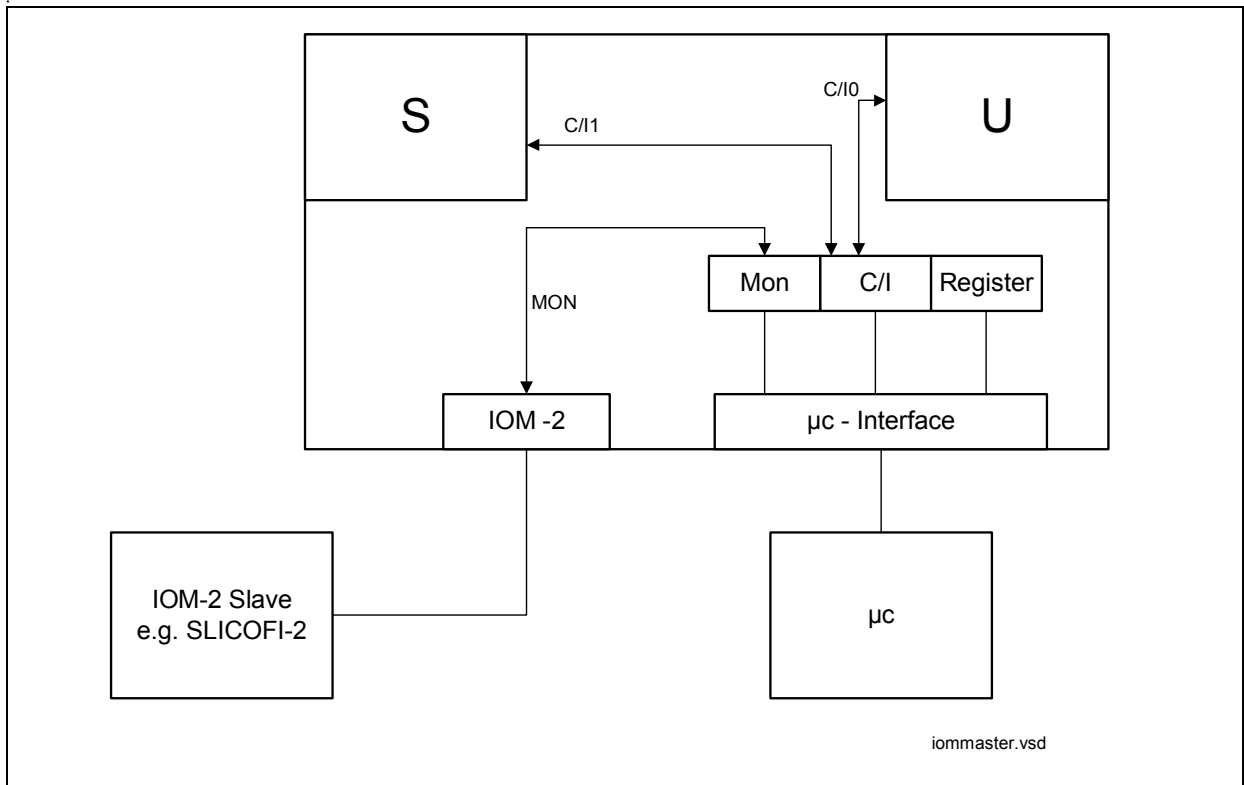 S
U
C/I0
C/I1
Mon
C/I
Register
MON
IOM -2
µc - Interface
IOM-2 Slave
e.g. SLICOFI-2
µc
iommaster.vsd